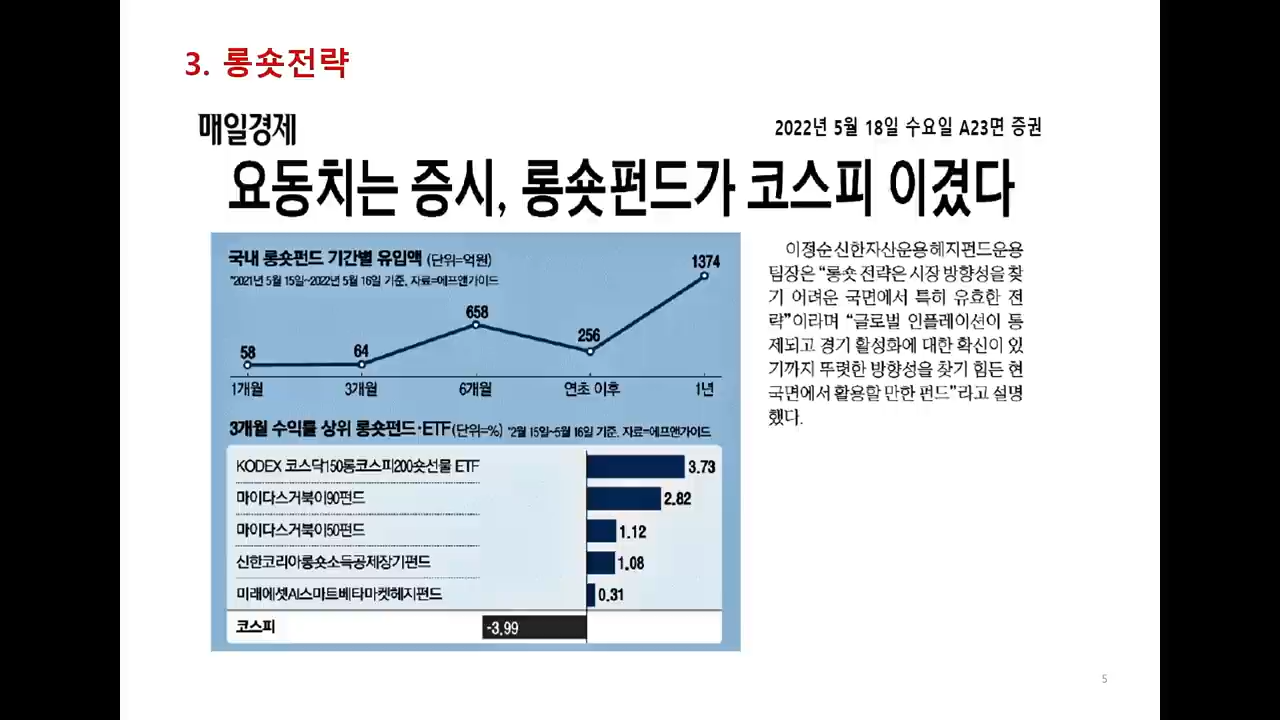 3. 롱숏전략
매일경제
2022년 5월 18일 수요일 A23면 증권
요동치는 증시, 롱숏펀드가 코스피 이겼다
국내 롱숏펀드 기간별 유입액 (단위=억원)
*2021년 5월 15일~2022년 5월 16일 기준, 자료=에프앤가이드
58
64
658
256
1374
1개월
3개월
6개월
연초 이후
1년
3개월 수익률 상위 롱숏펀드·ETF(단위=%) *2월 15일~5월 16일 기준, 자료=에프앤가이드
KODEX 코스닥150롱코스피200숏선물 ETF 3.73
마이다스거북이90펀드 2.82
마이다스거북이50펀드 1.12
신한코리아롱숏소득공제장기펀드 1.08
미래에셋AI스마트베타마켓헤지펀드 0.31
코스피 -3.99
이정순 신한자산운용 헤지펀드운용
팀장은 “롱숏 전략은 시장 방향성을 찾
기 어려운 국면에서 특히 유효한 전
략”이라며 “글로벌 인플레이션이 통
제되고 경기 활성화에 대한 확신이 있
기까지 뚜렷한 방향성을 찾기 힘든 현
국면에서 활용할 만한 펀드”라고 설명
했다.
5